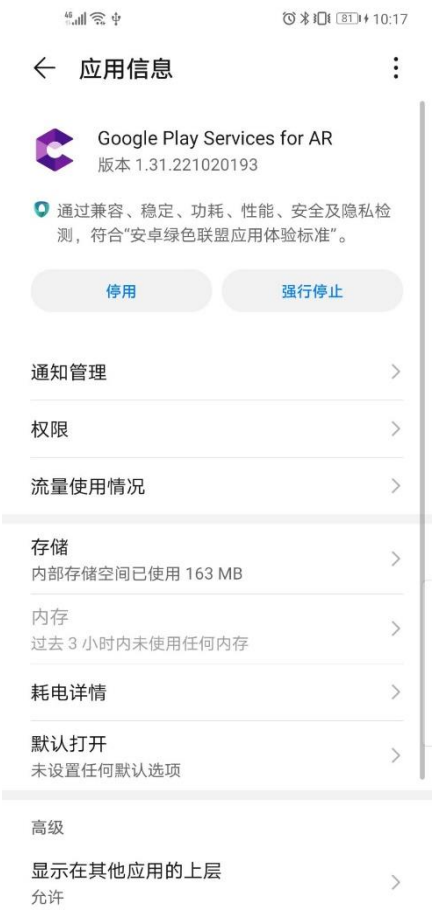 46 81 10:17
应用信息
Google Play Services for AR
版本 1.31.221020193
通过兼容、稳定、功耗、性能、安全及隐私检
测，符合“安卓绿色联盟应用体验标准”。
停用 强行停止
通知管理
权限
流量使用情况
存储
内部存储空间已使用 163 MB
内存
过去 3 小时内未使用任何内存
耗电详情
默认打开
未设置任何默认选项
高级
显示在其他应用的上层
允许